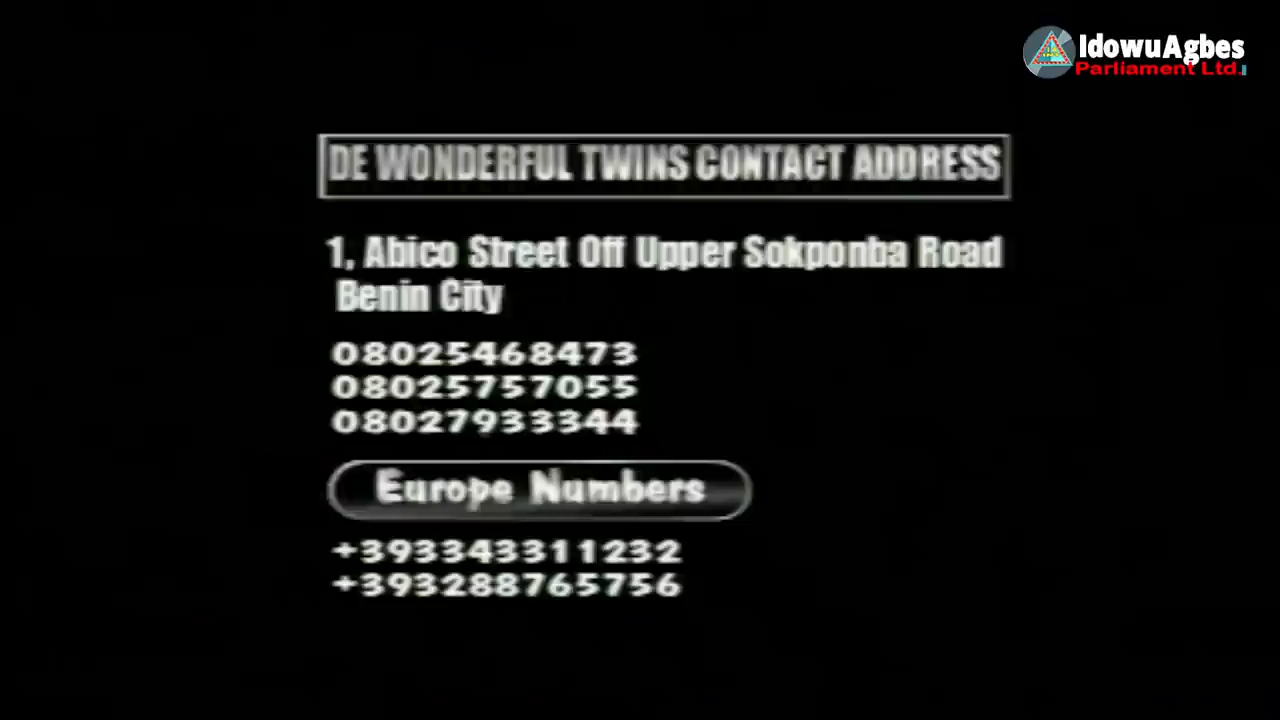 IdowuAgbes
Parliament Ltd.
DE WONDERFUL TWINS CONTACT ADDRESS
1, Abico Street Off Upper Sokponba Road
Benin City
08025468473
08025757055
08027933344
Europe Numbers
+393343311232
+393288765756